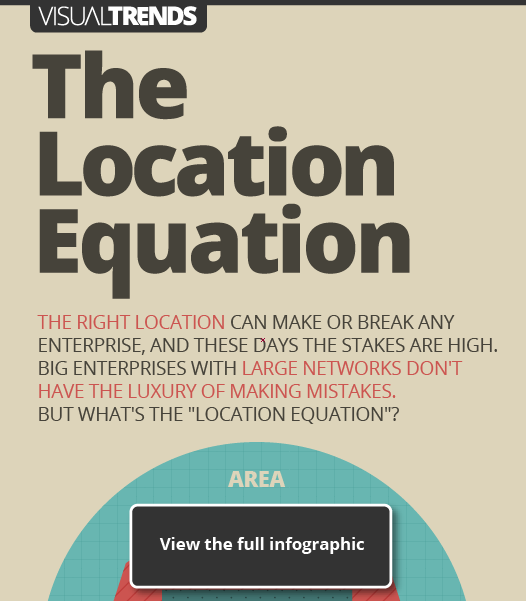 VISUALTRENDS
The
Location
Equation
THE RIGHT LOCATION CAN MAKE OR BREAK ANY
ENTERPRISE, AND THESE DAYS THE STAKES ARE HIGH.
BIG ENTERPRISES WITH LARGE NETWORKS DON'T
HAVE THE LUXURY OF MAKING MISTAKES.
BUT WHAT'S THE "LOCATION EQUATION"?
AREA
View the full infographic